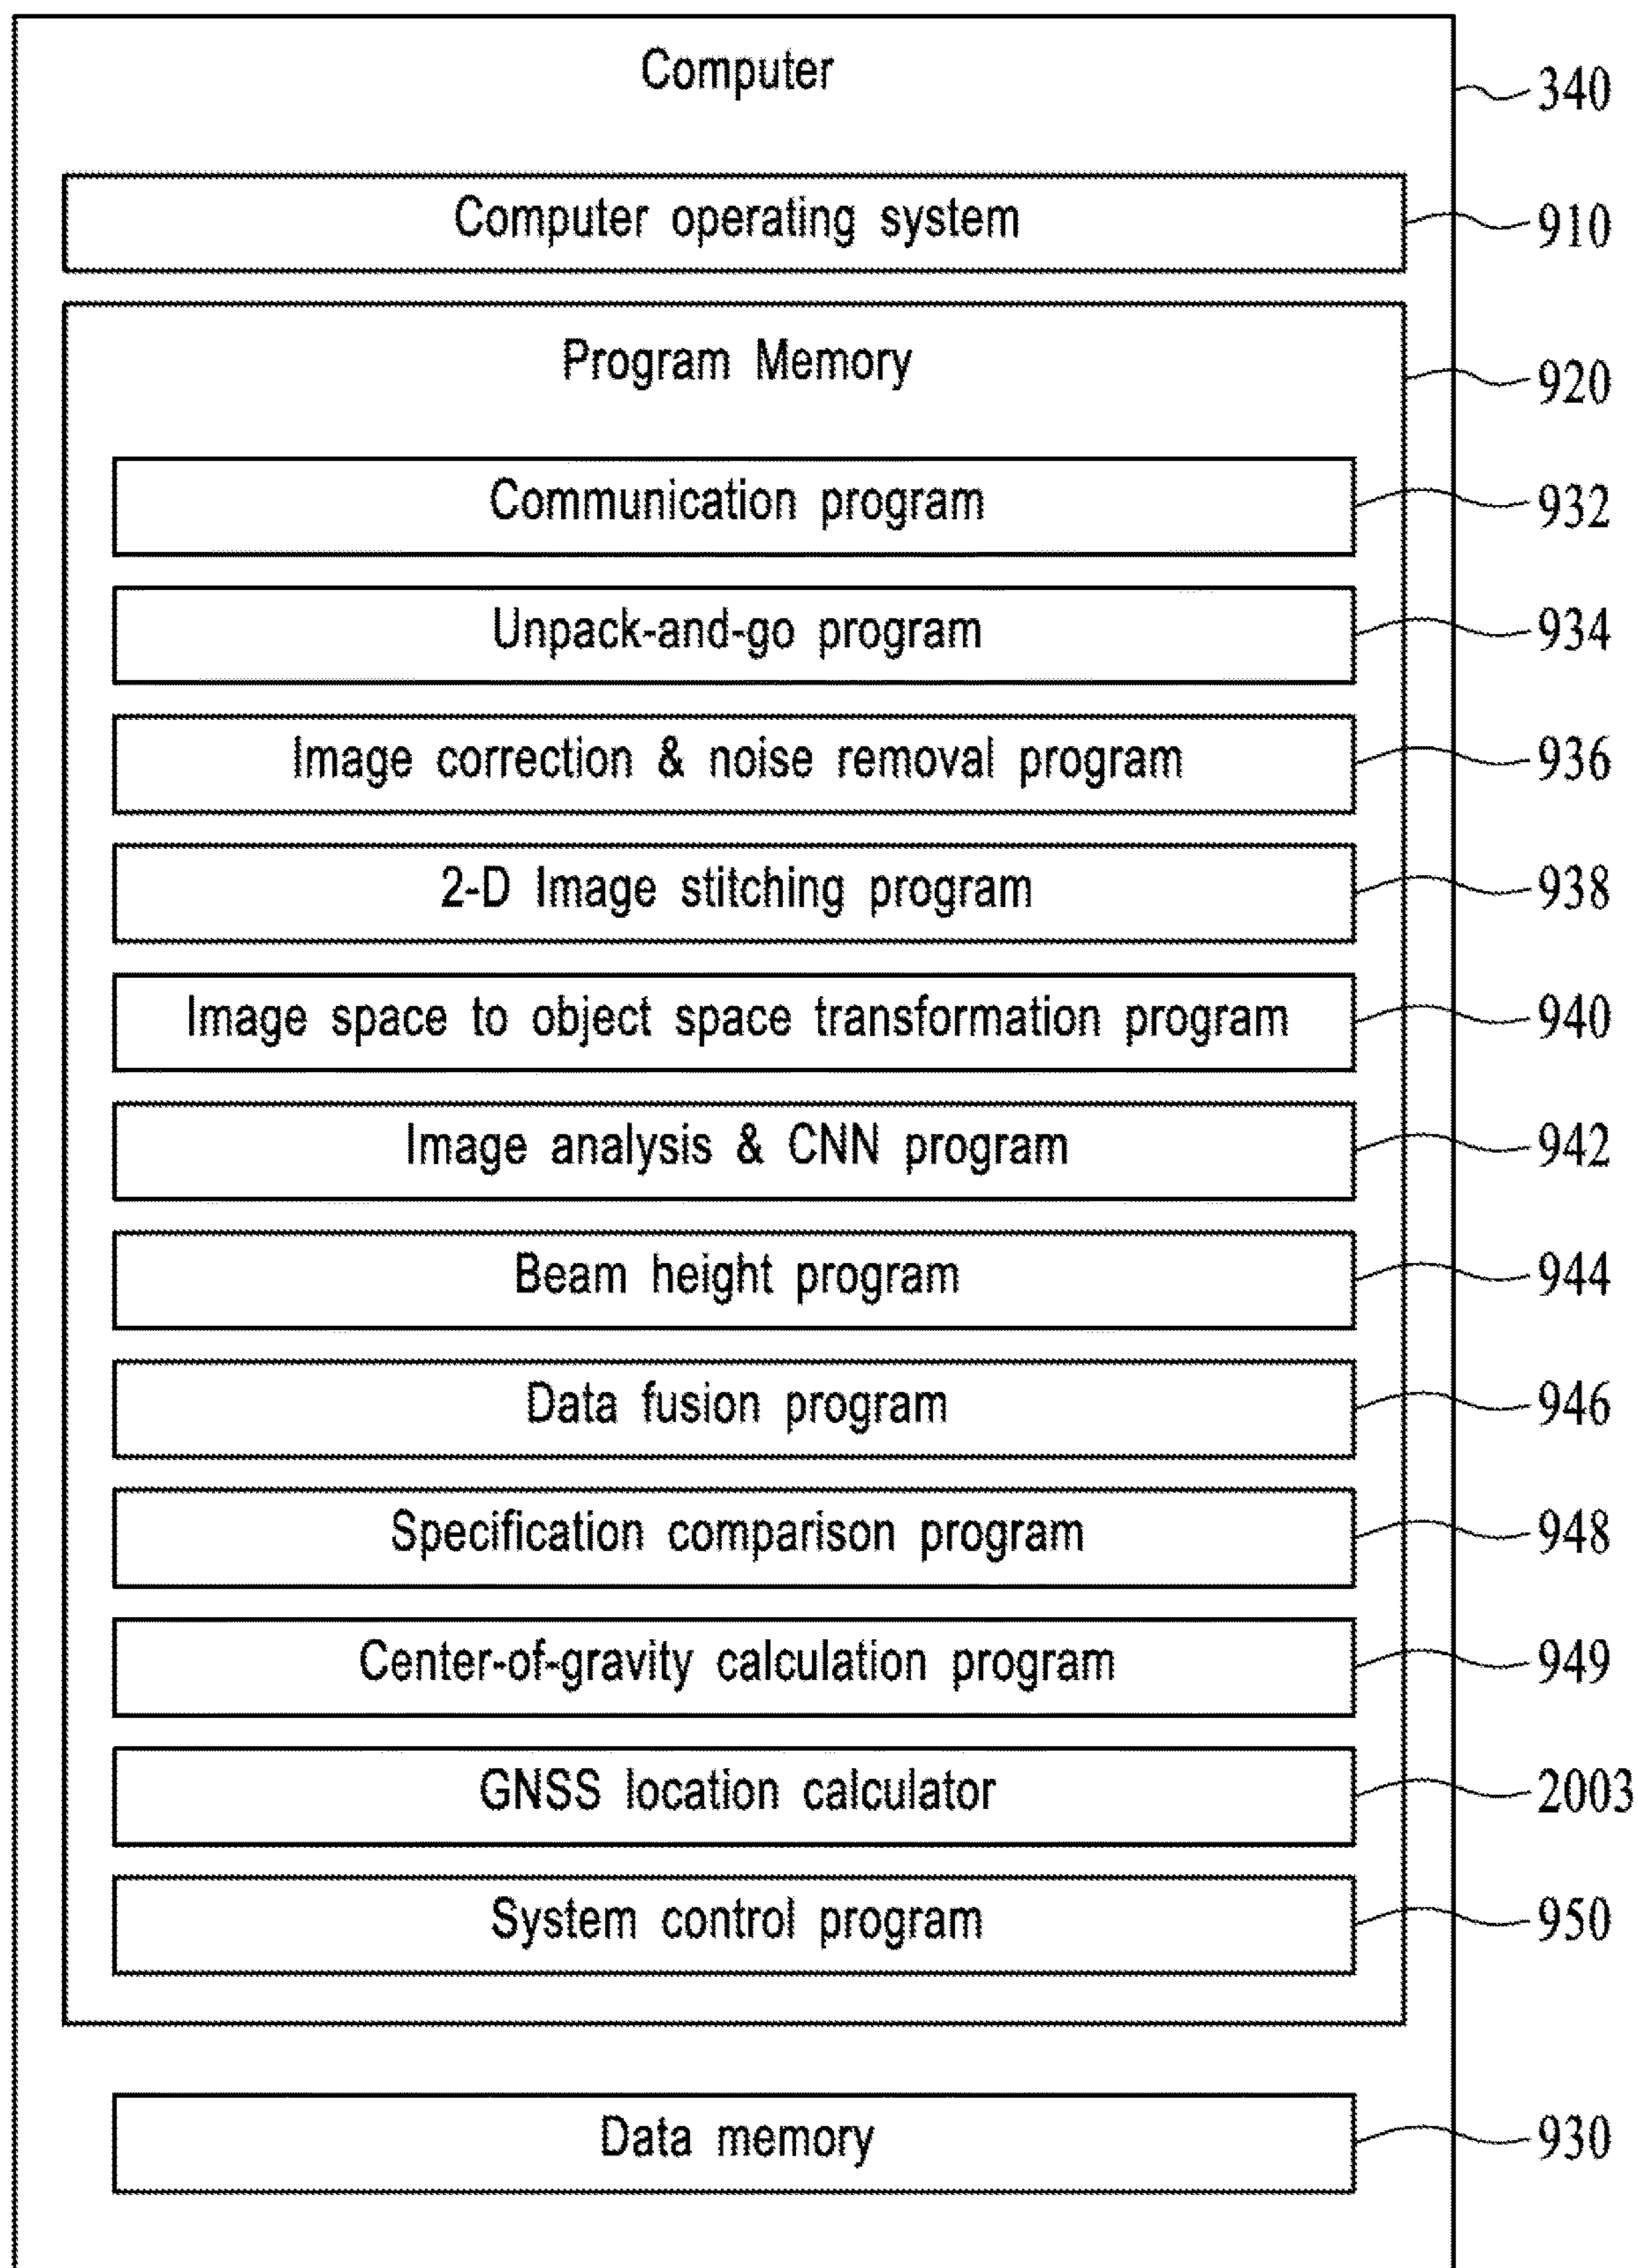 Computer
340
Computer operating system
910
Program Memory
920
Communication program
932
Unpack-and-go program
934
Image correction & noise removal program
936
2-D Image stitching program
938
Image space to object space transformation program
940
Image analysis & CNN program
942
Beam height program
944
Data fusion program
946
Specification comparison program
948
Center-of-gravity calculation program
949
GNSS location calculator
2003
System control program
950
Data memory
930